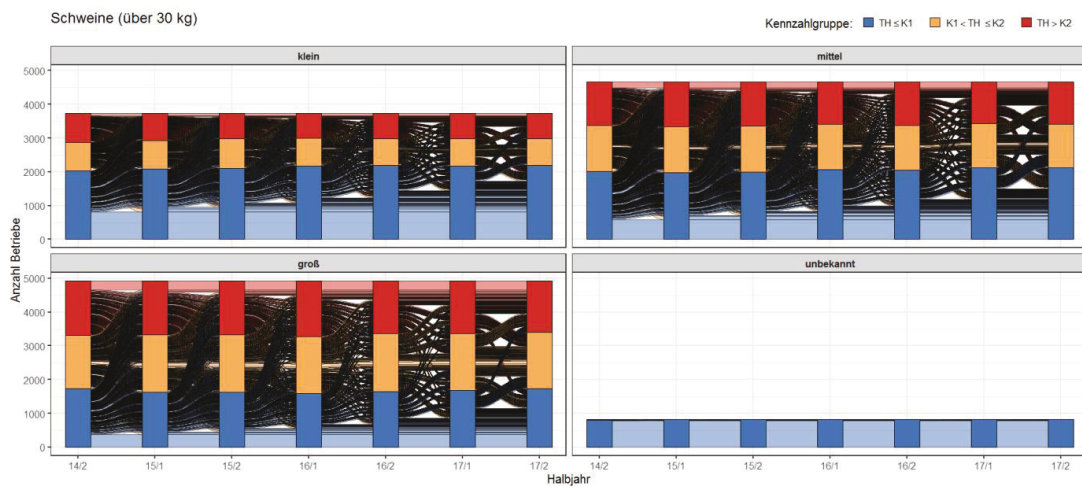 Schweine (über 30 kg)
Kennzahlgruppe: TH ≤ K1 K1 < TH ≤ K2 TH > K2
klein
mittel
5000
4000
3000
2000
1000
0
groß
unbekannt
5000
4000
3000
2000
1000
0
Anzahl Betriebe
14/2 15/1 15/2 16/1 16/2 17/1 17/2
14/2 15/1 15/2 16/1 16/2 17/1 17/2
Halbjahr